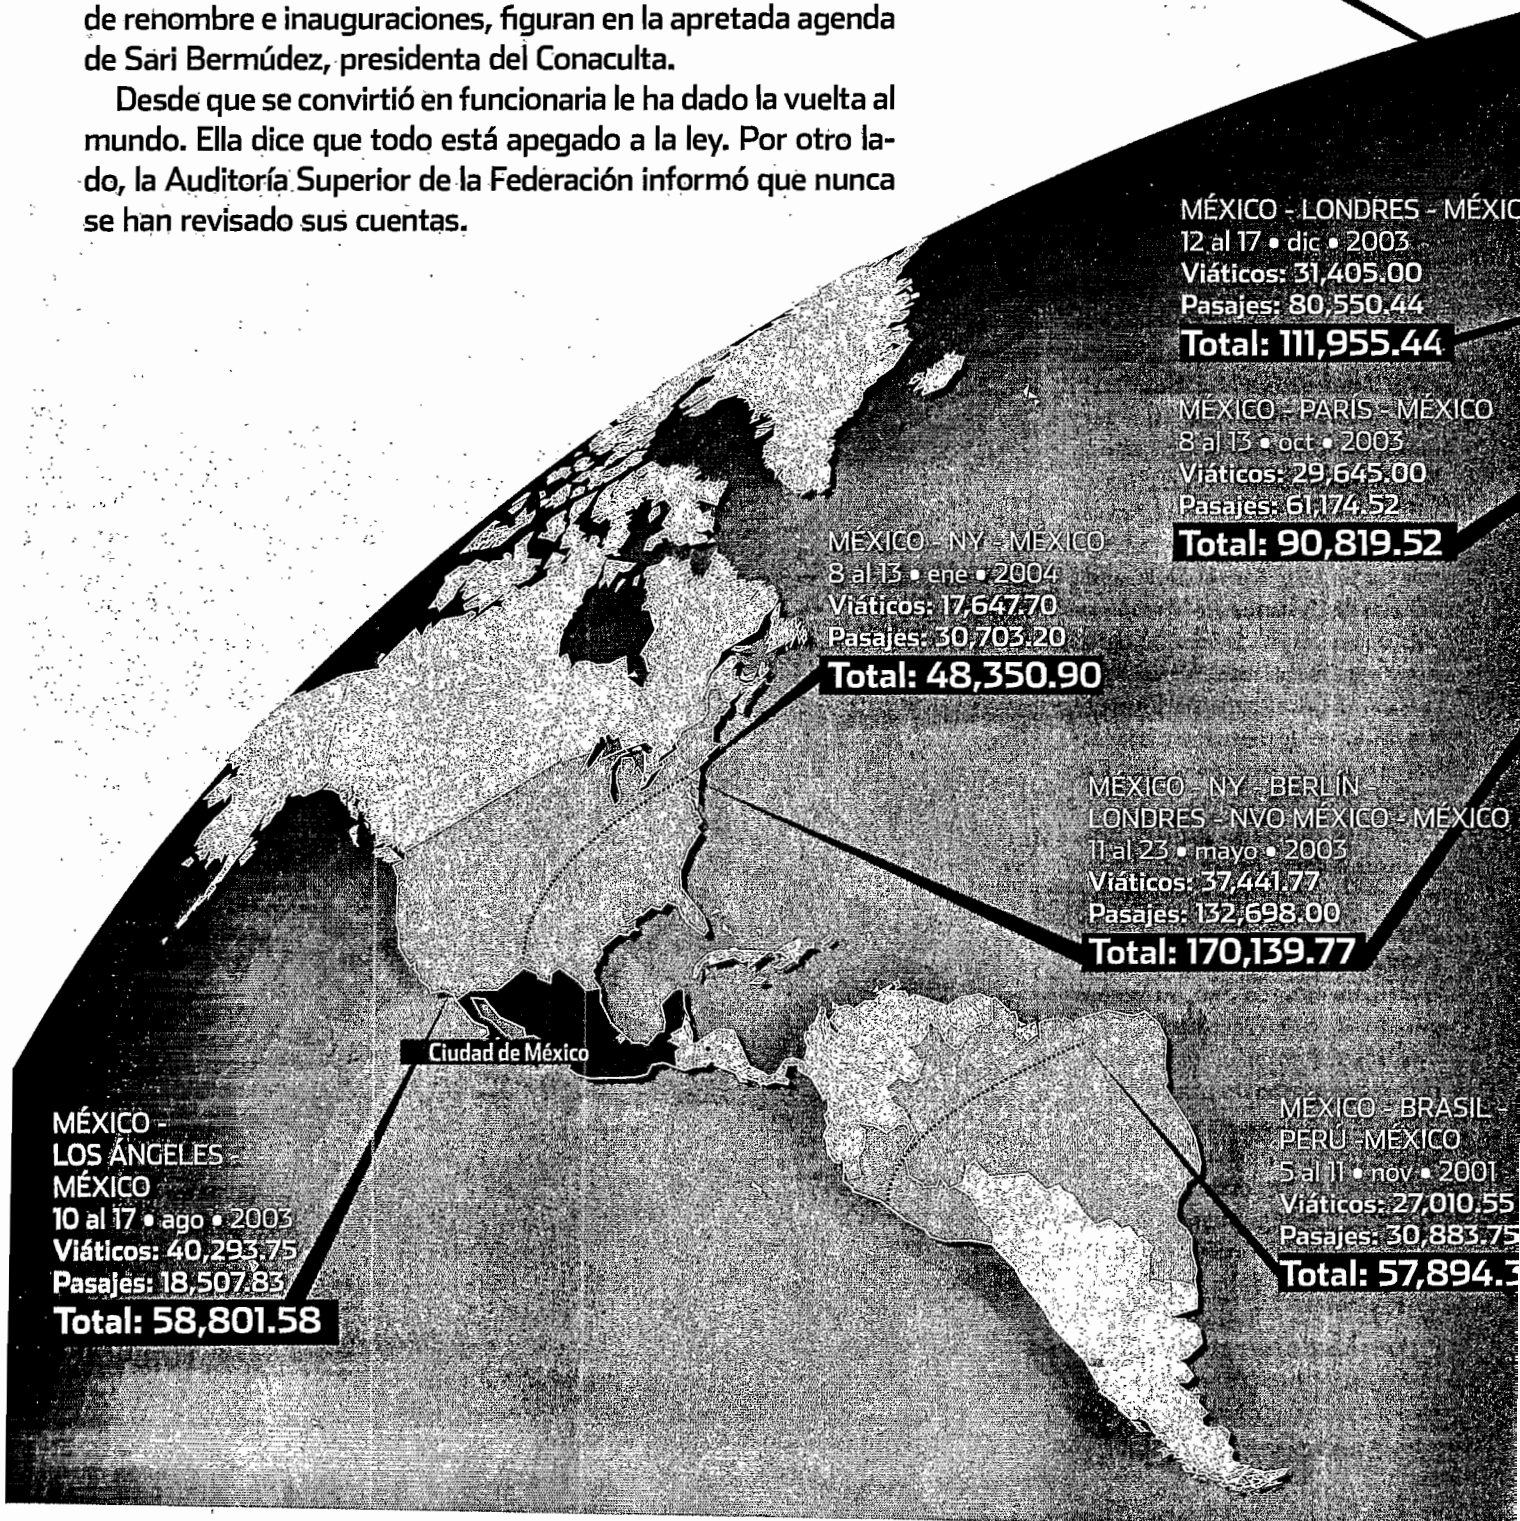 de renombre e inauguraciones, figuran en la apretada agenda
de Sari Bermúdez, presidenta del Conaculta.
Desde que se convirtió en funcionaria le ha dado la vuelta al
mundo. Ella dice que todo está apegado a la ley. Por otro la-
do, la Auditoría Superior de la Federación informó que nunca
se han revisado sus cuentas.
MÉXICO - LONDRES - MÉXIC
12 al 17 • dic • 2003
Viáticos: 31,405.00
Pasajes: 80,550.44
Total: 111,955.44
MÉXICO - PARÍS - MÉXICO
8 al 13 • oct • 2003
Viáticos: 29,645.00
Pasajes: 61,174.52
Total: 90,819.52
MÉXICO - NY - MÉXICO
8 al 13 • ene • 2004
Viáticos: 17,647.70
Pasajes: 30,703.20
Total: 48,350.90
MÉXICO - NY - BERLÍN -
LONDRES - NVO MÉXICO - MÉXICO
11 al 23 • mayo • 2003
Viáticos: 37,441.77
Pasajes: 132,698.00
Total: 170,139.77
Ciudad de México
MÉXICO -
LOS ÁNGELES -
MÉXICO
10 al 17 • ago • 2003
Viáticos: 40,293.75
Pasajes: 18,507.83
Total: 58,801.58
MÉXICO - BRASIL -
PERÚ -MÉXICO
5 al 11 • nov • 2001
Viáticos: 27,010.55
Pasajes: 30,883.75
Total: 57,894.3